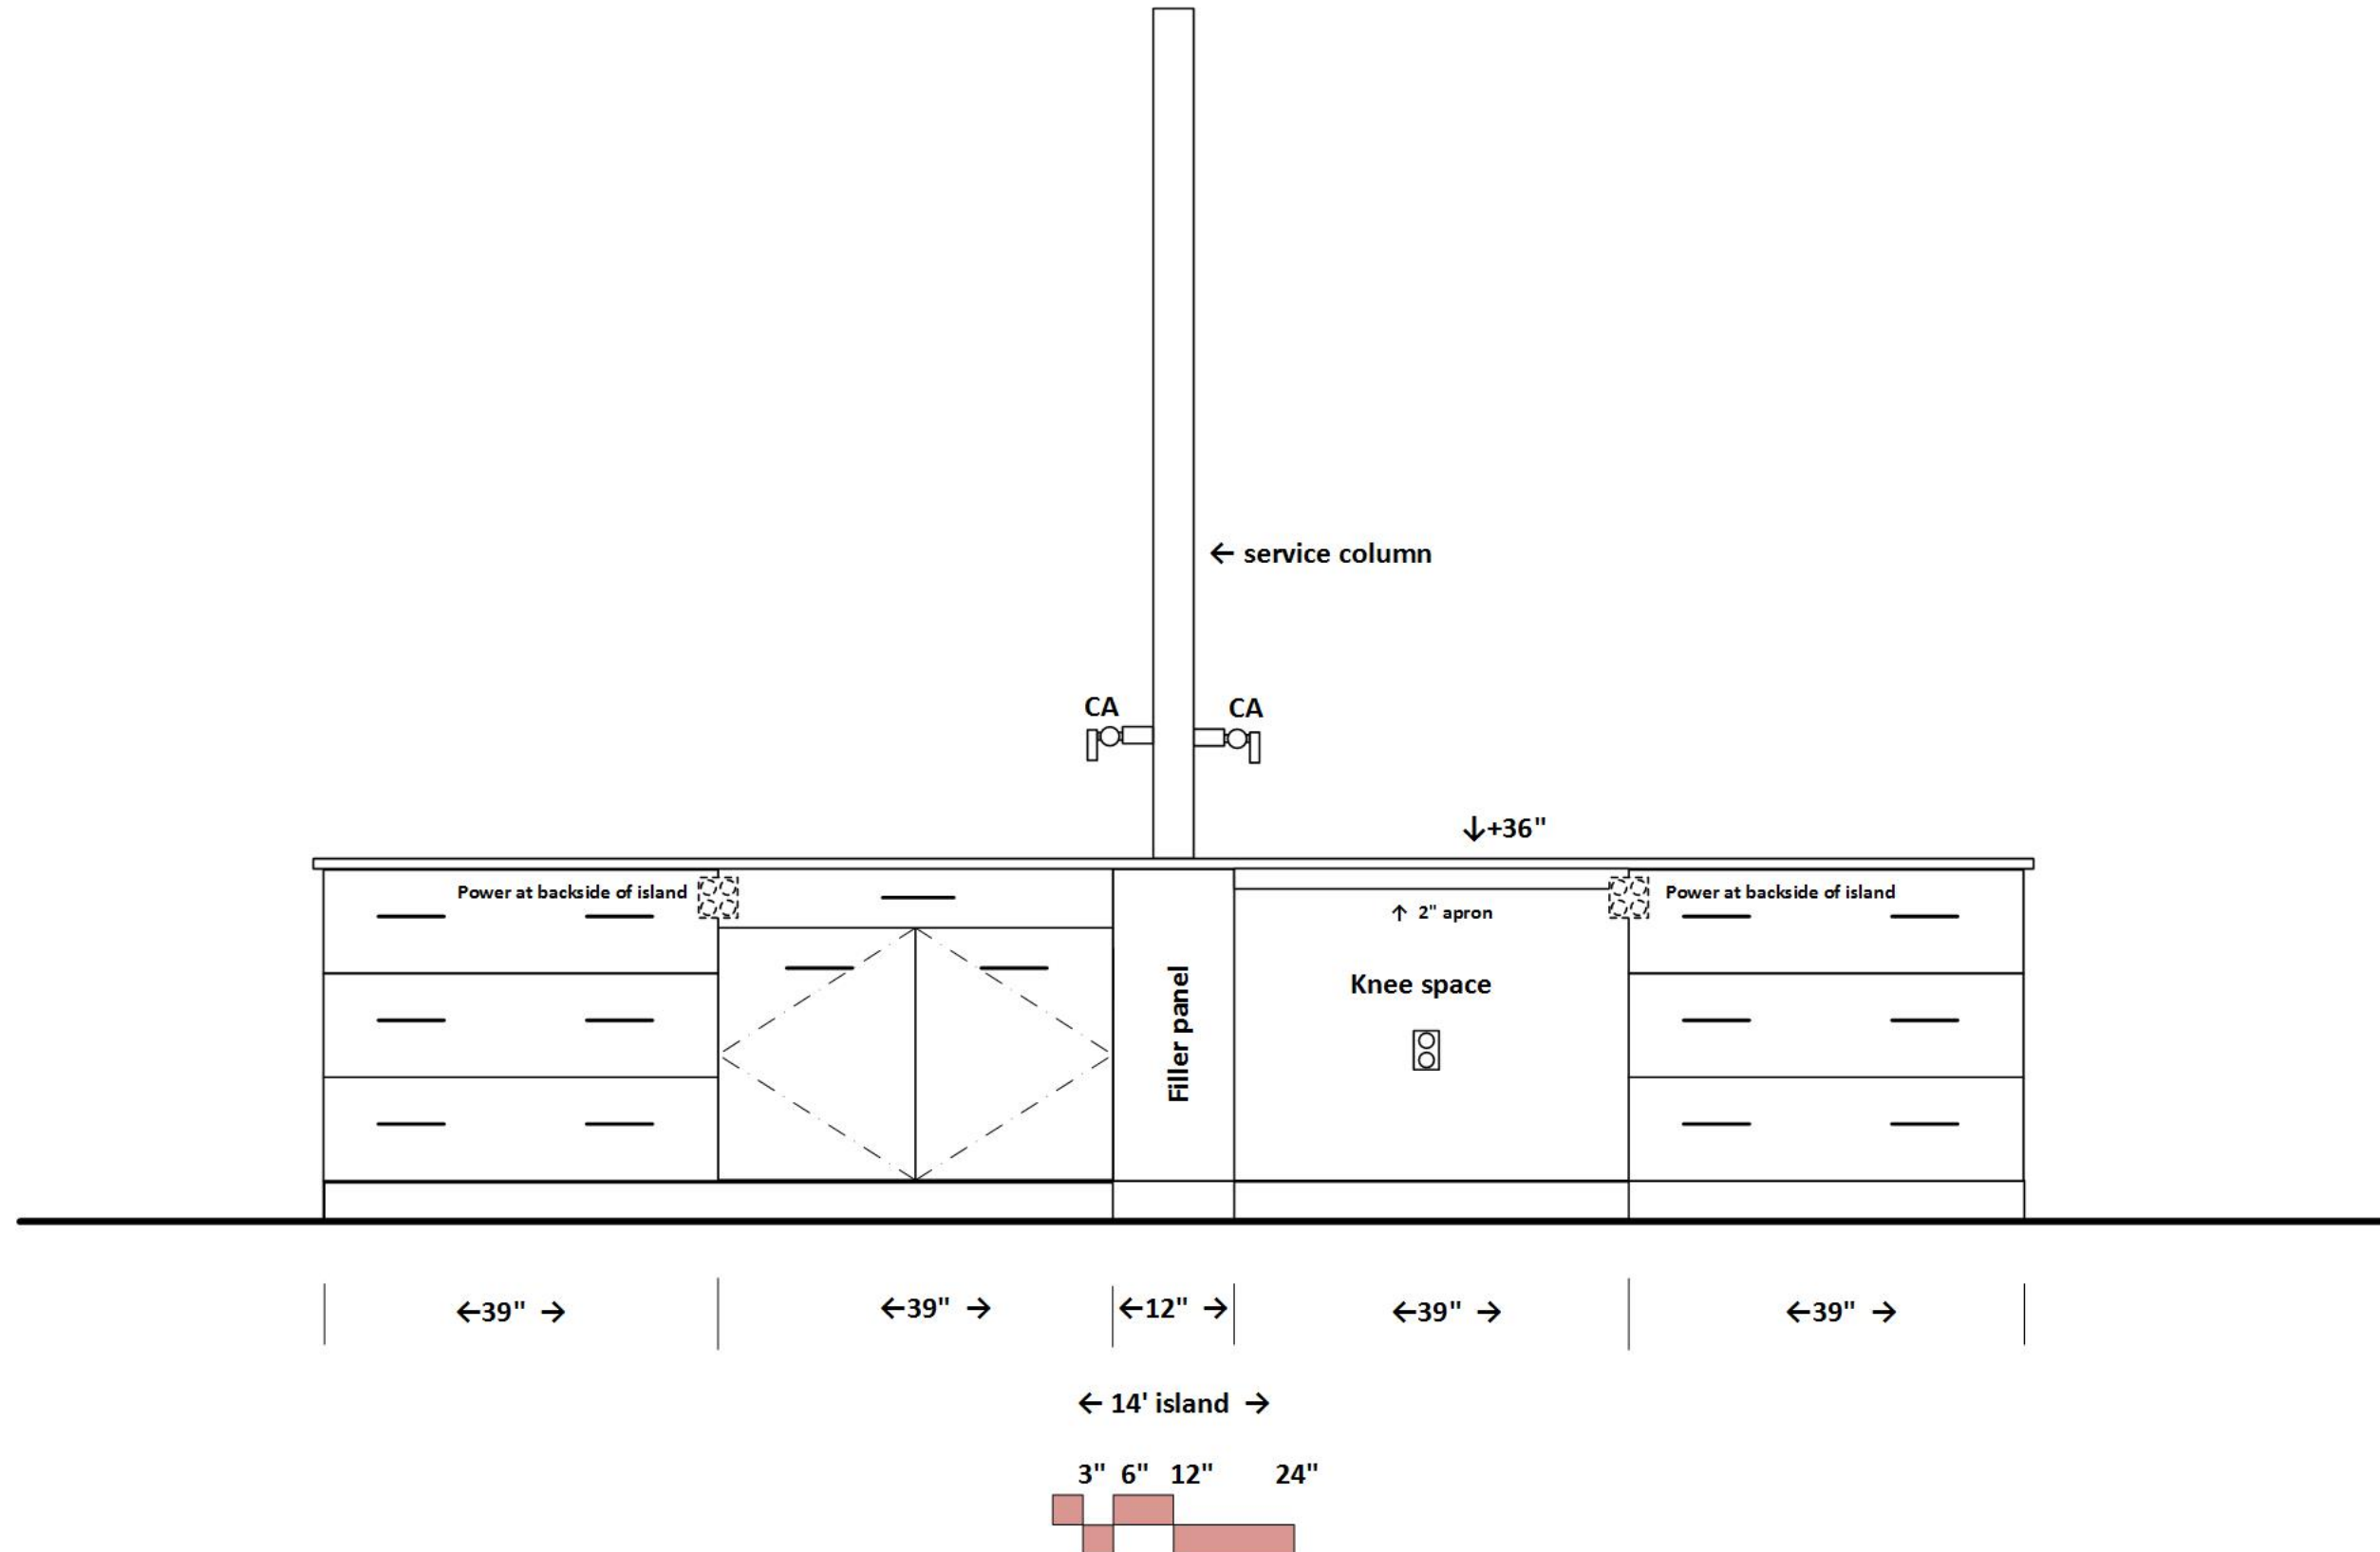 ← service column
CA
CA
↓+36"
Power at backside of island
Power at backside of island
↑ 2" apron
Knee space
Filler panel
←39" →
←39" →
←12" →
←39" →
←39" →
← 14' island →
3" 6" 12" 24"